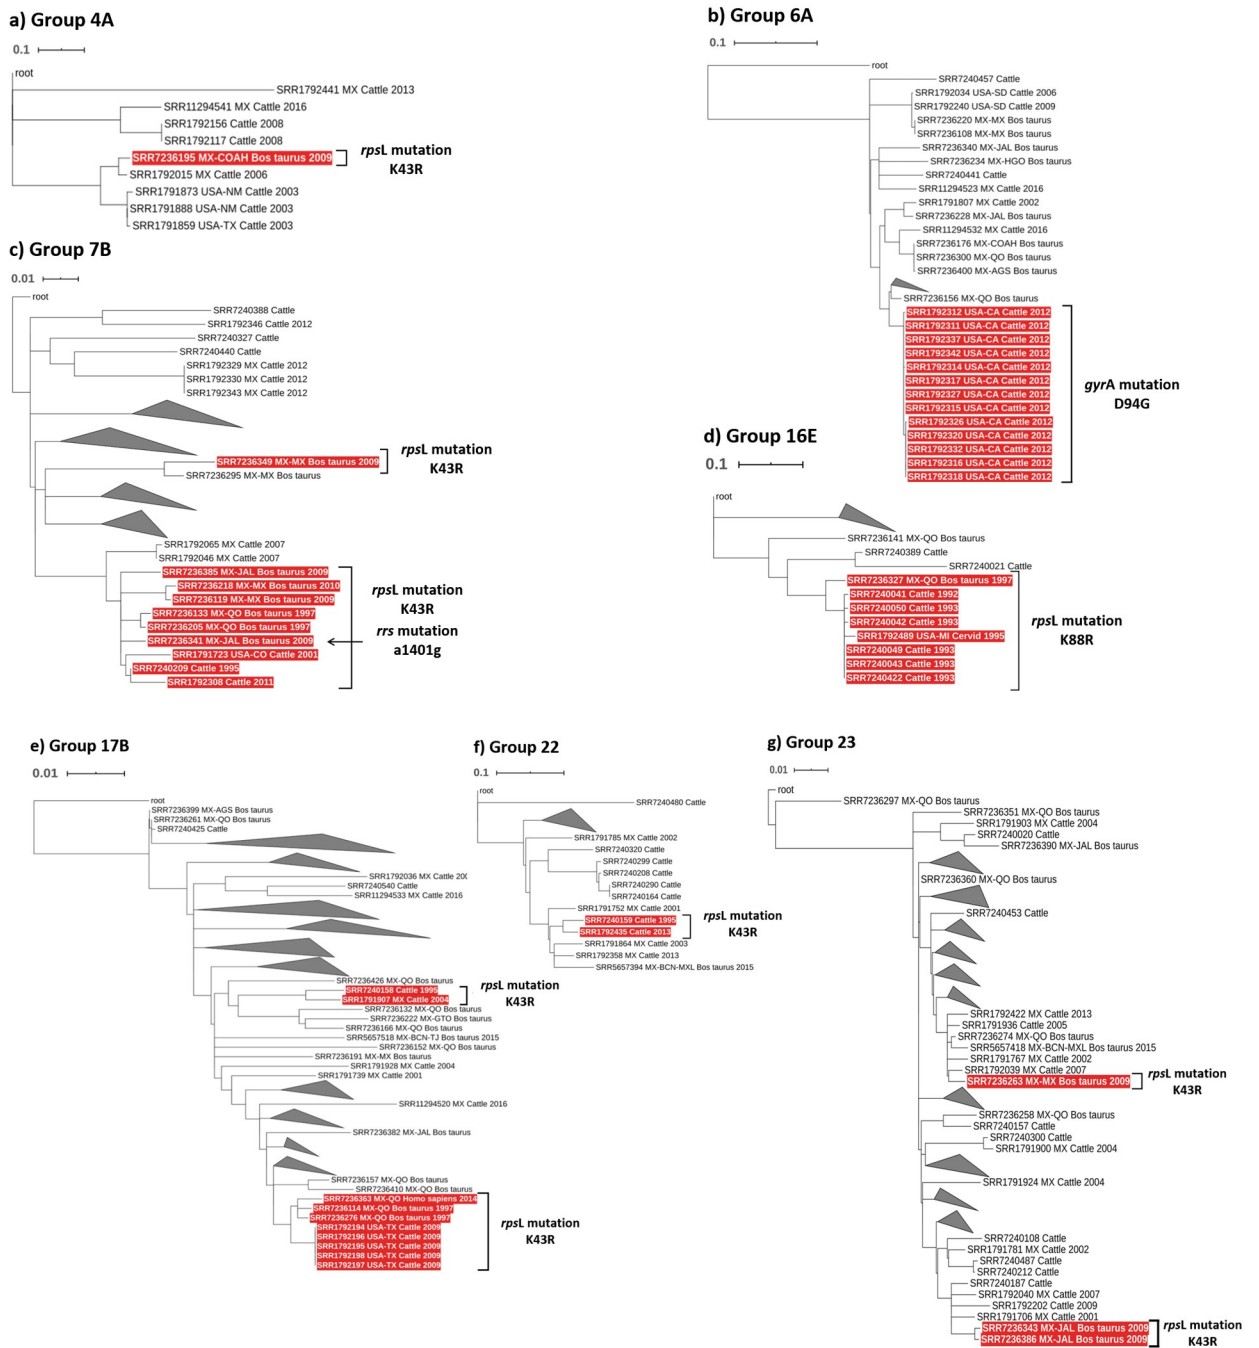 a) Group 4A
0.1
root
SRR1792441 MX Cattle 2013
SRR11294541 MX Cattle 2016
SRR1792156 Cattle 2008
SRR1792117 Cattle 2008
SRR7236195 MX-COAH Bos taurus 2009
SRR1792015 MX Cattle 2006
SRR1791873 USA-NM Cattle 2003
SRR1791888 USA-NM Cattle 2003
SRR1791859 USA-TX Cattle 2003
rpsL mutation
K43R
b) Group 6A
0.1
root
SRR7240457 Cattle
SRR1792034 USA-SD Cattle 2006
SRR1792240 USA-SD Cattle 2009
SRR7236220 MX-MX Bos taurus
SRR7236108 MX-MX Bos taurus
SRR7236340 MX-JAL Bos taurus
SRR7236234 MX-HGO Bos taurus
SRR7240441 Cattle
SRR11294523 MX Cattle 2016
SRR1791807 MX Cattle 2002
SRR7236228 MX-JAL Bos taurus
SRR11294532 MX Cattle 2016
SRR7236176 MX-COAH Bos taurus
SRR7236300 MX-QO Bos taurus
SRR7236400 MX-AGS Bos taurus
SRR7236156 MX-QO Bos taurus
SRR1792312 USA-CA Cattle 2012
SRR1792311 USA-CA Cattle 2012
SRR1792337 USA-CA Cattle 2012
SRR1792342 USA-CA Cattle 2012
SRR1792314 USA-CA Cattle 2012
SRR1792317 USA-CA Cattle 2012
SRR1792327 USA-CA Cattle 2012
SRR1792315 USA-CA Cattle 2012
SRR1792326 USA-CA Cattle 2012
SRR1792320 USA-CA Cattle 2012
SRR1792332 USA-CA Cattle 2012
SRR1792316 USA-CA Cattle 2012
SRR1792318 USA-CA Cattle 2012
gyrA mutation
D94G
c) Group 7B
0.01
root
SRR7240388 Cattle
SRR1792346 Cattle 2012
SRR7240327 Cattle
SRR7240440 Cattle
SRR1792329 MX Cattle 2012
SRR1792330 MX Cattle 2012
SRR1792343 MX Cattle 2012
SRR7236349 MX-MX Bos taurus 2009
SRR7236295 MX-MX Bos taurus
rpsL mutation
K43R
SRR1792065 MX Cattle 2007
SRR1792046 MX Cattle 2007
SRR7236385 MX-JAL Bos taurus 2009
SRR7236218 MX-MX Bos taurus 2010
SRR7236119 MX-MX Bos taurus 2009
SRR7236133 MX-QO Bos taurus 1997
SRR7236205 MX-QO Bos taurus 1997
SRR7236341 MX-JAL Bos taurus 2009
SRR1791723 USA-CO Cattle 2001
SRR7240209 Cattle 1995
SRR1792308 Cattle 2011
rpsL mutation
K43R
rrs mutation
a1401g
d) Group 16E
0.1
root
SRR7236141 MX-QO Bos taurus
SRR7240389 Cattle
SRR7240021 Cattle
SRR7236327 MX-QO Bos taurus 1997
SRR7240041 Cattle 1992
SRR7240050 Cattle 1993
SRR7240042 Cattle 1993
SRR1792489 USA-MI Cervid 1995
SRR7240049 Cattle 1993
SRR7240043 Cattle 1993
SRR7240422 Cattle 1993
rpsL mutation
K88R
e) Group 17B
0.01
root
SRR7236399 MX-AGS Bos taurus
SRR7236261 MX-QO Bos taurus
SRR7240425 Cattle
SRR1792036 MX Cattle 20
SRR7240540 Cattle
SRR11294533 MX Cattle 2016
SRR7236426 MX-QO Bos taurus
SRR7240158 Cattle 1995
SRR1791907 MX Cattle 2004
SRR7236132 MX-QO Bos taurus
SRR7236222 MX-GTO Bos taurus
SRR7236166 MX-QO Bos taurus
SRR5657518 MX-BCN-TJ Bos taurus 2015
SRR7236152 MX-QO Bos taurus
SRR7236191 MX-MX Bos taurus
SRR1791928 MX Cattle 2004
SRR1791739 MX Cattle 2001
SRR11294520 MX Cattle 2016
SRR7236382 MX-JAL Bos taurus
SRR7236157 MX-QO Bos taurus
SRR7236410 MX-QO Bos taurus
SRR7236363 MX-QO Homo sapiens 2014
SRR7236114 MX-QO Bos taurus 1997
SRR7236276 MX-QO Bos taurus 1997
SRR1792194 USA-TX Cattle 2009
SRR1792196 USA-TX Cattle 2009
SRR1792195 USA-TX Cattle 2009
SRR1792198 USA-TX Cattle 2009
SRR1792197 USA-TX Cattle 2009
rpsL mutation
K43R
rpsL mutation
K43R
f) Group 22
0.1
root
SRR7240480 Cattle
SRR1791785 MX Cattle 2002
SRR7240320 Cattle
SRR7240299 Cattle
SRR7240208 Cattle
SRR7240290 Cattle
SRR7240164 Cattle
SRR1791752 MX Cattle 2001
SRR7240159 Cattle 1995
SRR1792435 Cattle 2013
SRR1791864 MX Cattle 2003
SRR1792358 MX Cattle 2013
SRR5657394 MX-BCN-MXL Bos taurus 2015
rpsL mutation
K43R
g) Group 23
0.01
root
SRR7236297 MX-QO Bos taurus
SRR7236351 MX-QO Bos taurus
SRR1791903 MX Cattle 2004
SRR7240020 Cattle
SRR7236390 MX-JAL Bos taurus
SRR7236360 MX-QO Bos taurus
SRR7240453 Cattle
SRR1792422 MX Cattle 2013
SRR1791936 Cattle 2005
SRR7236274 MX-QO Bos taurus
SRR5657418 MX-BCN-MXL Bos taurus 2015
SRR1791767 MX Cattle 2002
SRR1792039 MX Cattle 2007
SRR7236263 MX-MX Bos taurus 2009
rpsL mutation
K43R
SRR7236258 MX-QO Bos taurus
SRR7240157 Cattle
SRR7240300 Cattle
SRR1791900 MX Cattle 2004
SRR1791924 MX Cattle 2004
SRR7240108 Cattle
SRR1791781 MX Cattle 2002
SRR7240487 Cattle
SRR7240212 Cattle
SRR7240187 Cattle
SRR1792040 MX Cattle 2007
SRR1792202 Cattle 2009
SRR1791706 MX Cattle 2001
SRR7236343 MX-JAL Bos taurus 2009
SRR7236386 MX-JAL Bos taurus 2009
rpsL mutation
K43R